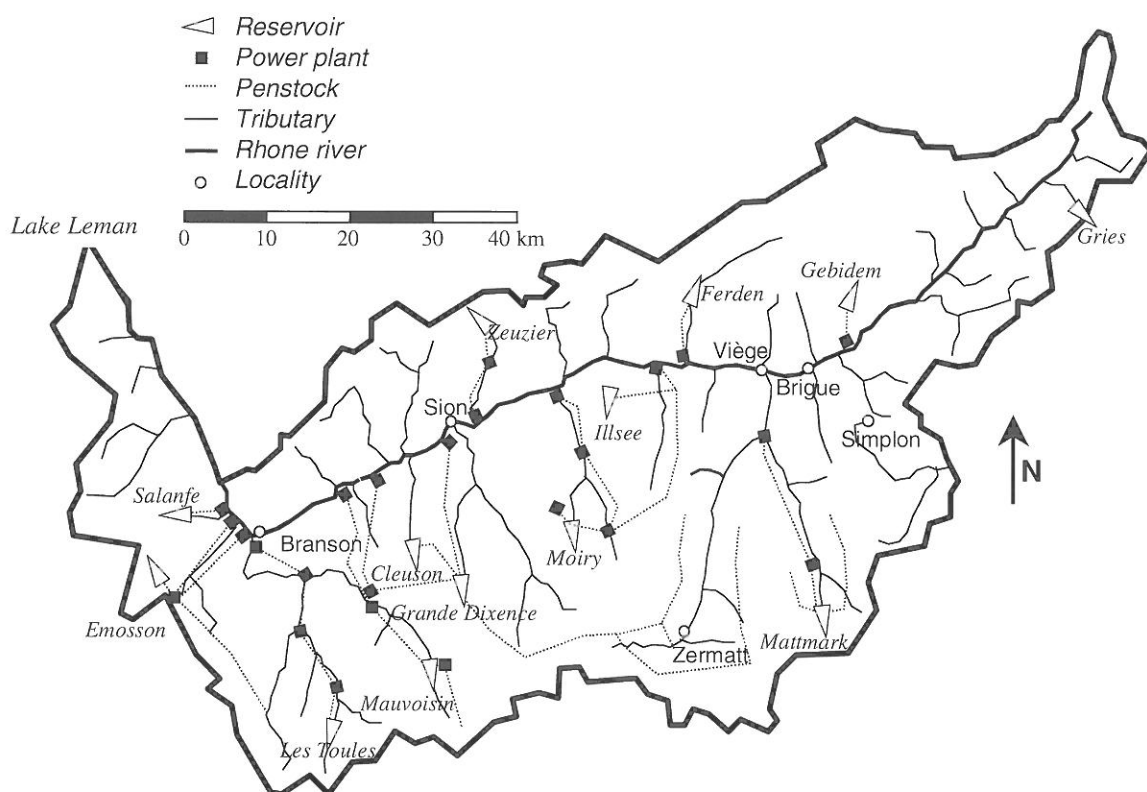 Reservoir
Power plant
Penstock
Tributary
Rhone river
Locality
0 10 20 30 40 km
Lake Leman
Gries
Gebidem
Ferden
Zeuzier
Viège
Brigue
Sion
Illsee
Simplon
N
Salanfe
Branson
Moiry
Cleuson
Grande Dixence
Emosson
Zermatt
Mattmark
Mauvoisin
Les Toules